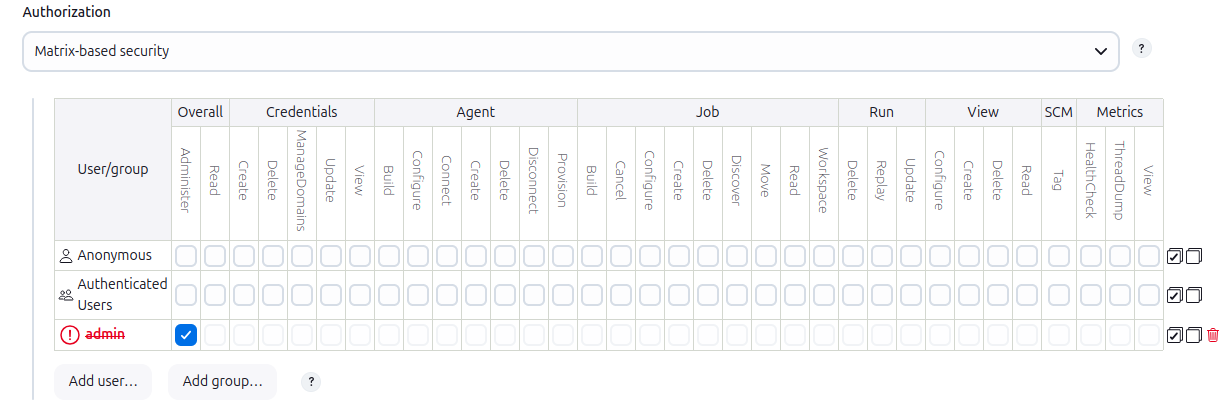 Authorization
Matrix-based security
?
User/group
Overall Credentials Agent Job Run View SCM Metrics
Administer Read Create Delete ManageDomains Update View Build Configure Connect Create Delete Disconnect Provision Build Cancel Configure Create Delete Discover Move Read Workspace Delete Replay Update Configure Create Delete Read Tag HealthCheck ThreadDump View
Anonymous
Authenticated
Users
admin
Add user… Add group… ?